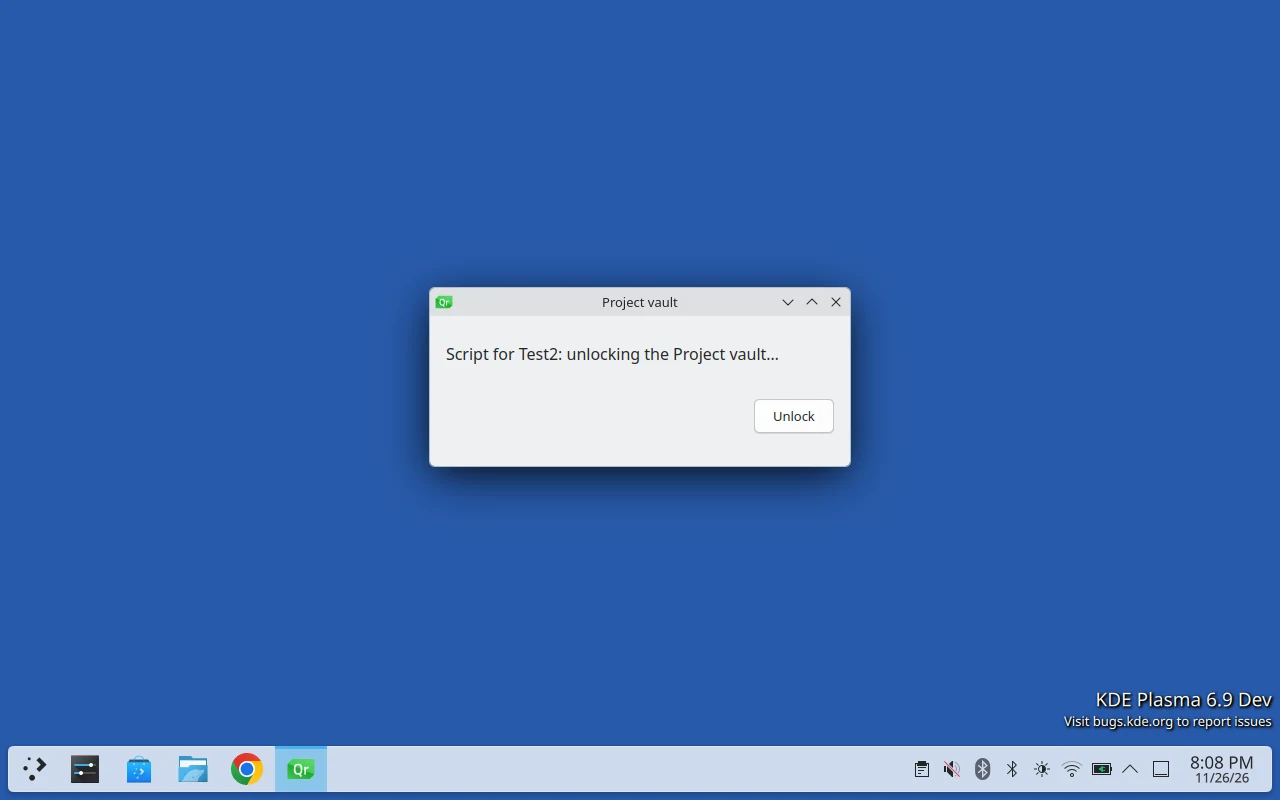 Project vault
Script for Test2: unlocking the Project vault...
Unlock
KDE Plasma 6.9 Dev
Visit bugs.kde.org to report issues
Qr
8:08 PM
11/26/26